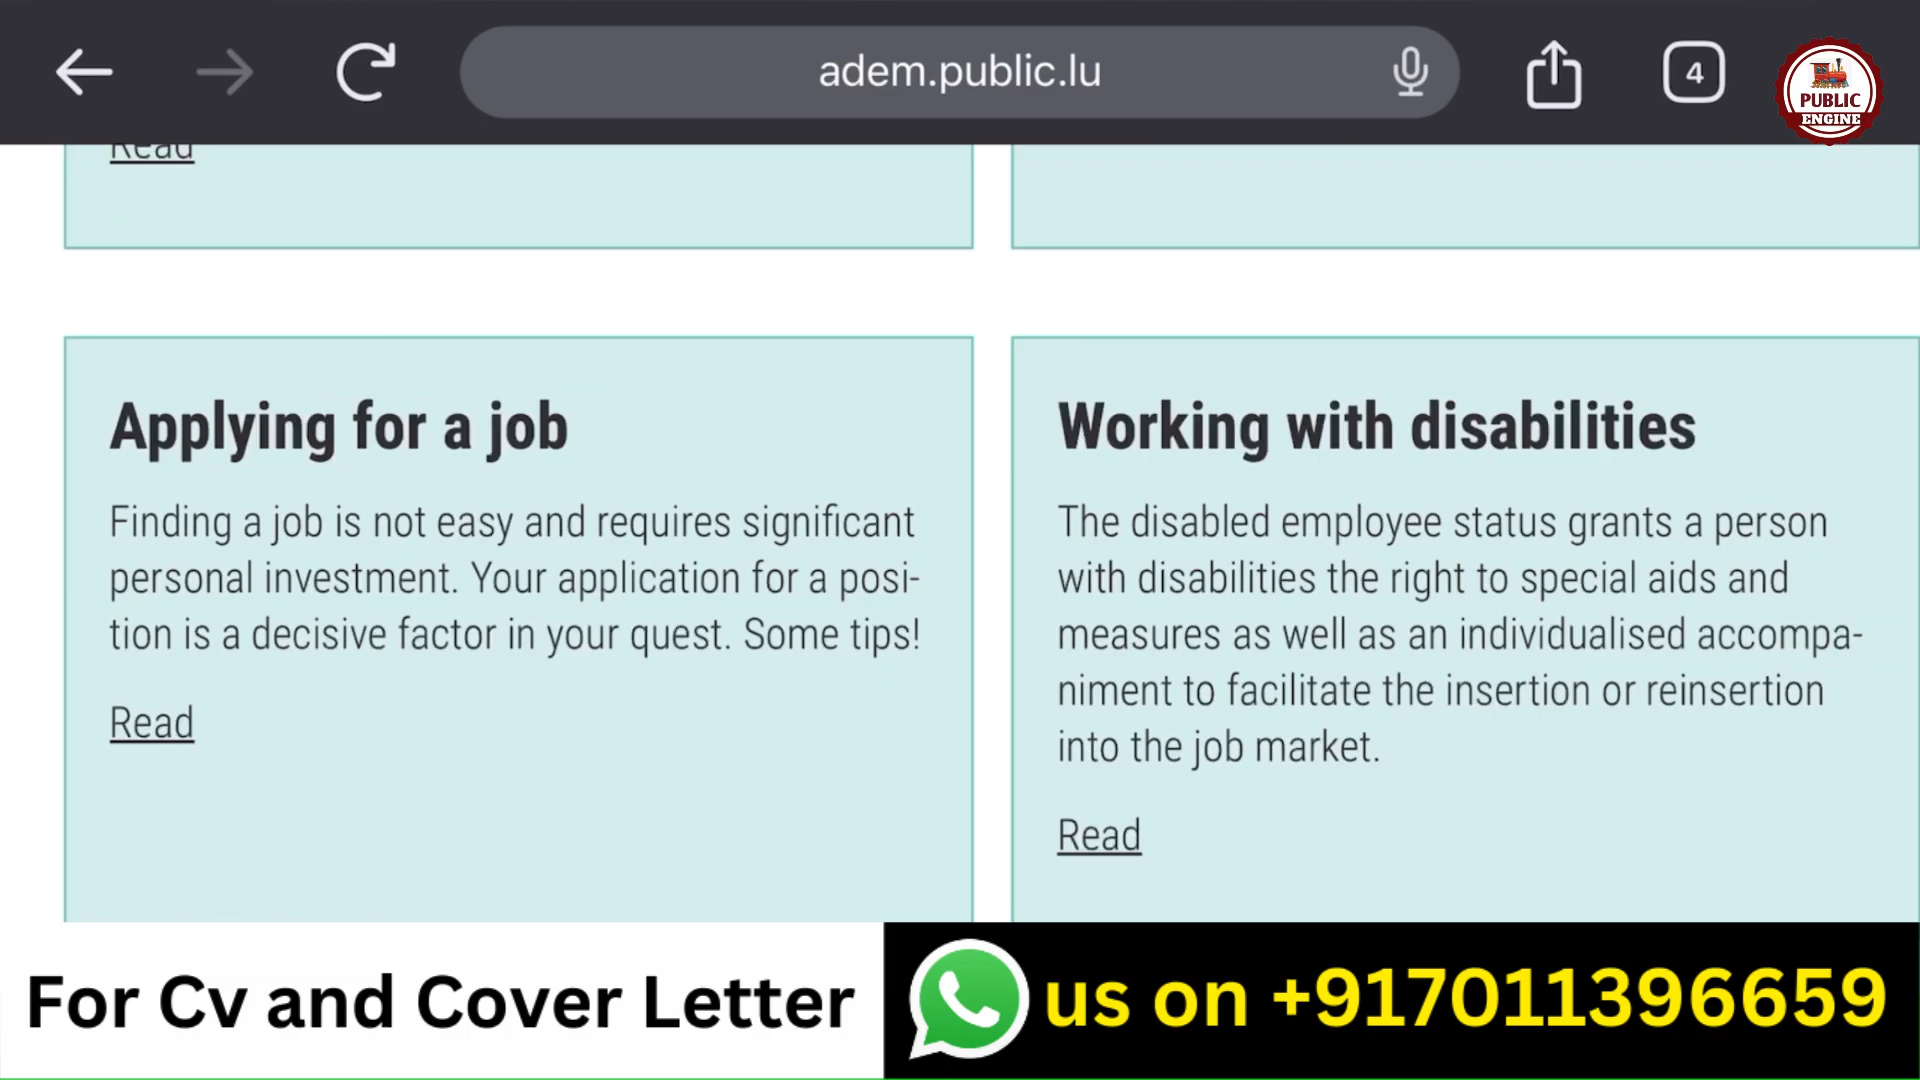 adem.public.lu
4
PUBLIC
ENGINE
Read
Applying for a job
Finding a job is not easy and requires significant
personal investment. Your application for a posi-
tion is a decisive factor in your quest. Some tips!
Read
Working with disabilities
The disabled employee status grants a person
with disabilities the right to special aids and
measures as well as an individualised accompa-
niment to facilitate the insertion or reinsertion
into the job market.
Read
For Cv and Cover Letter
us on +917011396659